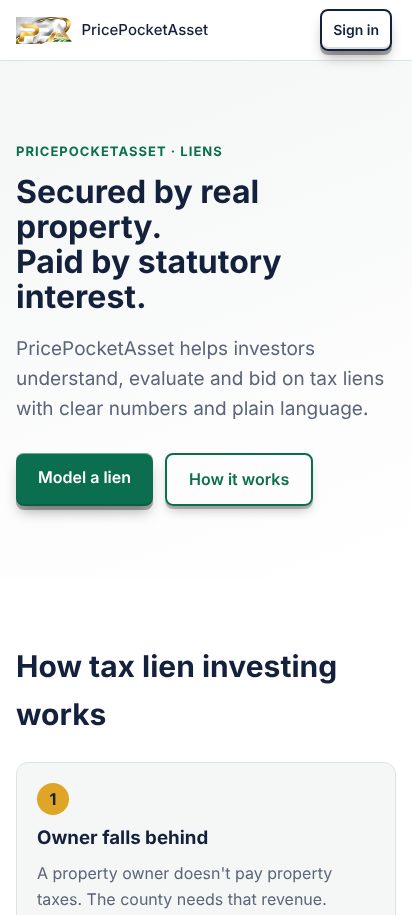 PPA PricePocketAsset
Sign in
PRICEPOCKETASSET · LIENS
Secured by real
property.
Paid by statutory
interest.
PricePocketAsset helps investors
understand, evaluate and bid on tax liens
with clear numbers and plain language.
Model a lien
How it works
How tax lien investing
works
1
Owner falls behind
A property owner doesn't pay property
taxes. The county needs that revenue.